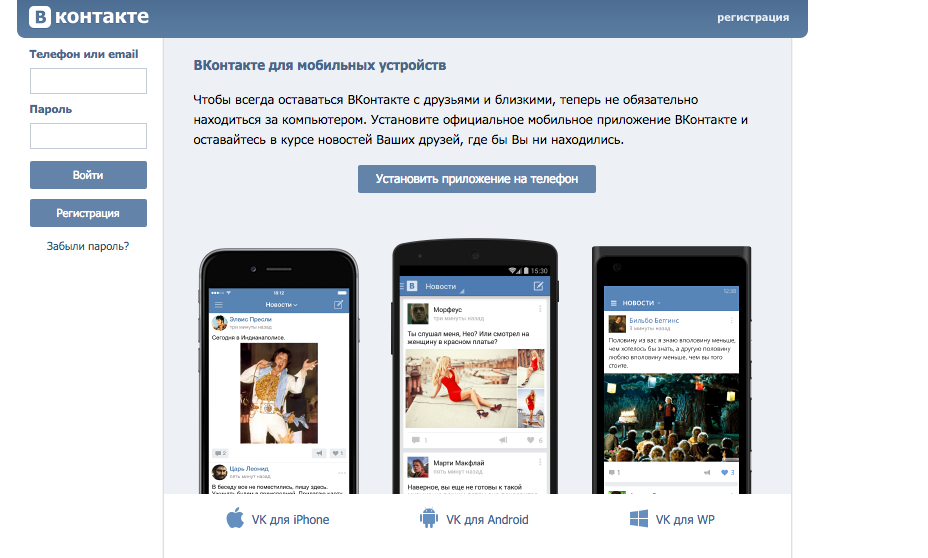 В контакте
регистрация
Телефон или email
Пароль
Войти
Регистрация
Забыли пароль?
ВКонтакте для мобильных устройств
Чтобы всегда оставаться ВКонтакте с друзьями и близкими, теперь не обязательно
находиться за компьютером. Установите официальное мобильное приложение ВКонтакте и
оставайтесь в курсе новостей Ваших друзей, где бы Вы ни находились.
Установить приложение на телефон
18:12
Новости
Элвис Пресли
три минуты назад
Сегодня в Индианаполисе.
2
1
Царь Леонид
пять минут назад
В беседу все не поместились, пишу здесь.
15:30
В
Новости
Морфеус
три минуты назад
Ты слушал меня, Нео? Или смотрел на
женщину в красном платье?
1
6
Марти Макфлай
пять минут назад
Наверное, вы еще не готовы к такой
12:38
НОВОСТИ
Бильбо Беггинс
3 минуты назад
Половину из вас я знаю вполовину меньше,
чем хотелось бы знать, а другую половину
люблю вполовину меньше, чем вы того
стоите.
1
3
VK для iPhone
VK для Android
VK для WP